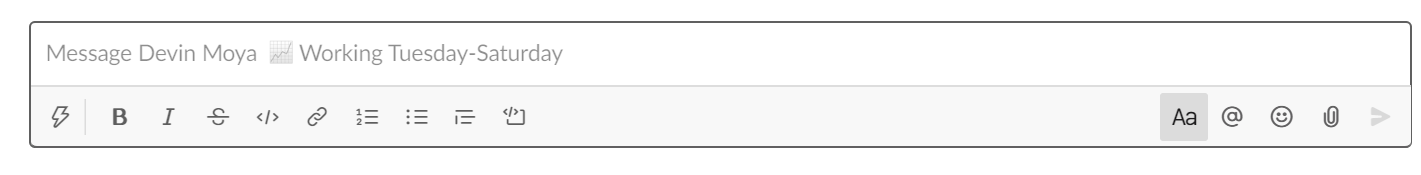 Message Devin Moya 📈 Working Tuesday-Saturday
B I S </> Aa @